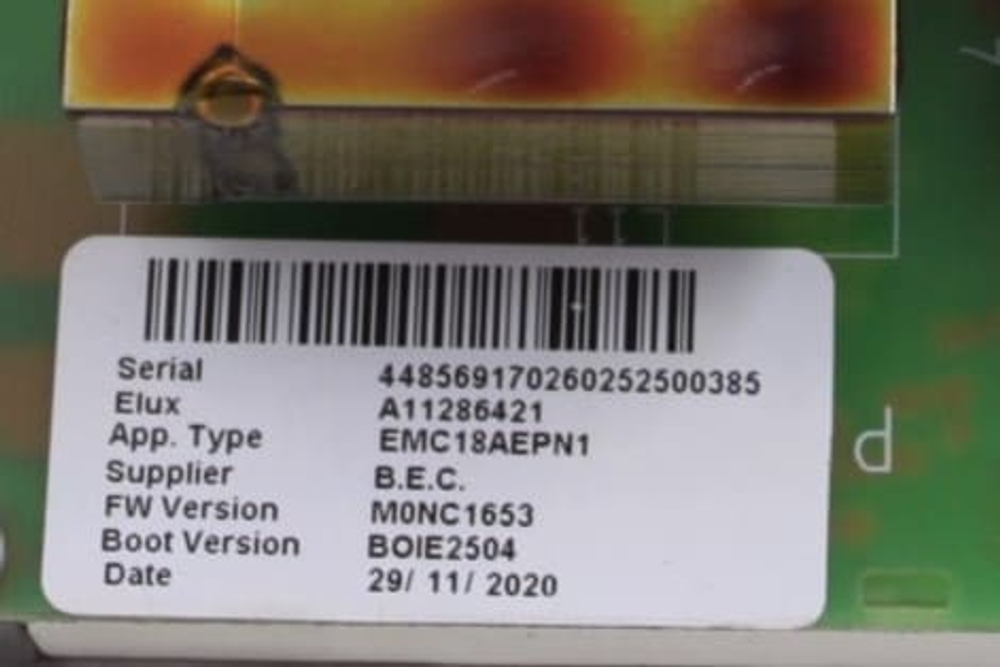 Serial 448569170260252500385
Elux A11286421
App. Type EMC18AEPN1
Supplier B.E.C.
FW Version M0NC1653
Boot Version BOIE2504
Date 29/ 11/ 2020
d